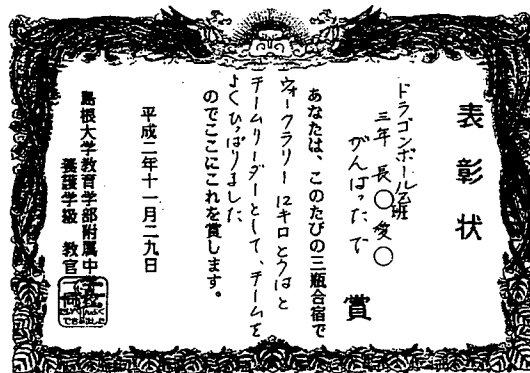 表彰状
ドラゴンボールZ班
三年 長○ 愛○
がんばったで
賞
あなたは、このたびの三瓶合宿で
ウォークラリー12キロとうはと
チームリーダーとして、チームを
よくひっぱりました
のでここにこれを賞します。
平成二年十一月二九日
島根大学教育学部附属中学校
養護学級 教官